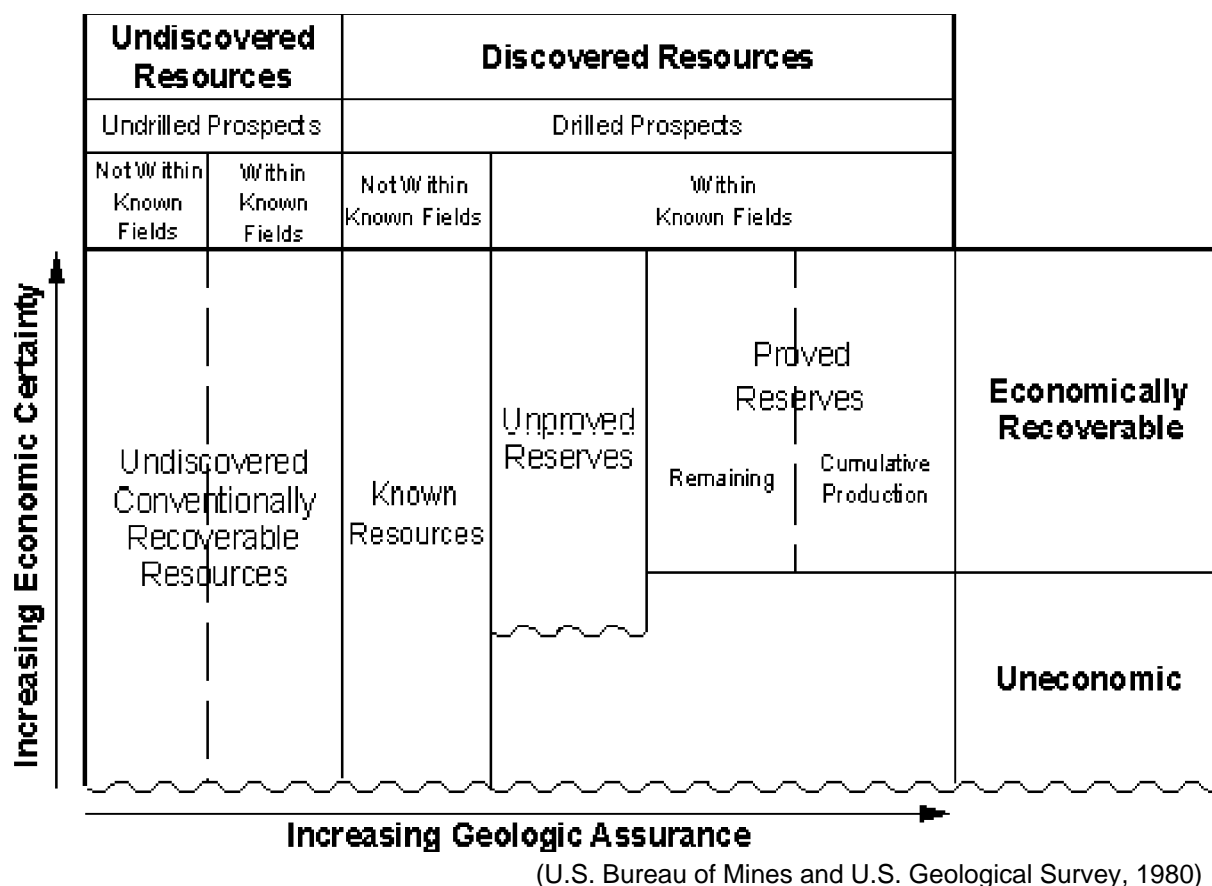 Undiscovered
Resources
Discovered Resources
Undrilled Prospects
Drilled Prospects
Not Within
Known
Fields
Within
Known
Fields
Not Within
Known Fields
Within
Known Fields
Increasing Economic Certainty
Undiscovered
Conventionally
Recoverable
Resources
Known
Resources
Unproved
Reserves
Proved
Reserves
Remaining
Cumulative
Production
Economically
Recoverable
Uneconomic
Increasing Geologic Assurance
(U.S. Bureau of Mines and U.S. Geological Survey, 1980)